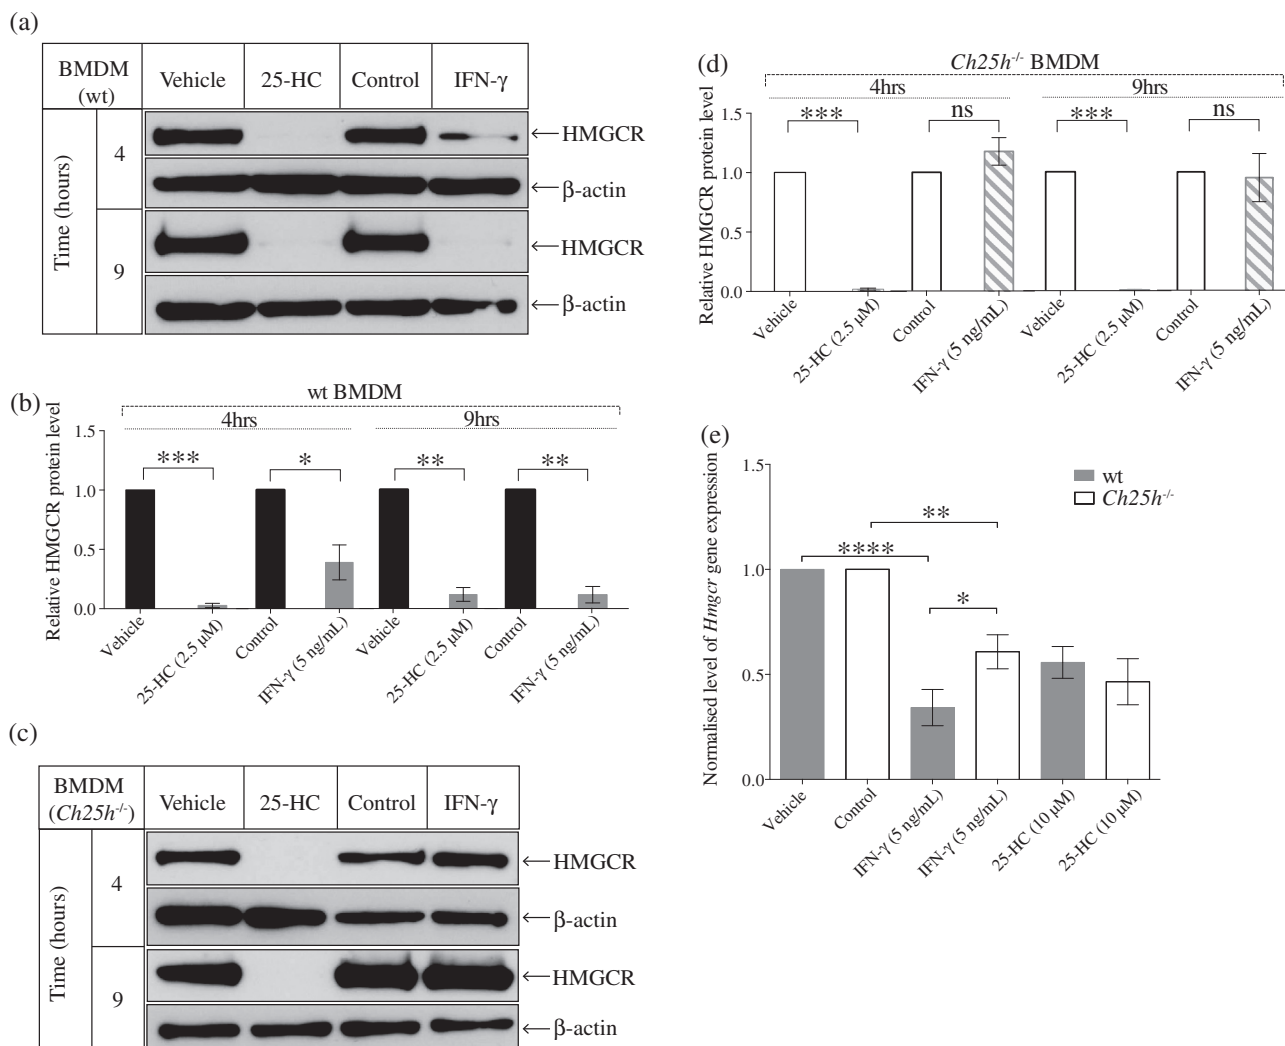 (a)
BMDM
(wt)
Vehicle
25-HC
Control
IFN-γ
Time (hours)
4
9
←HMGCR
←β-actin
←HMGCR
←β-actin
(b)
wt BMDM
4hrs
9hrs
Relative HMGCR protein level
1.5
1.0
0.5
0.0
***
*
**
**
Vehicle
25-HC (2.5 µM)
Control
IFN-γ (5 ng/mL)
Vehicle
25-HC (2.5 µM)
Control
IFN-γ (5 ng/mL)
(c)
BMDM
(Ch25h-/-)
Vehicle
25-HC
Control
IFN-γ
Time (hours)
4
9
←HMGCR
←β-actin
←HMGCR
←β-actin
(d)
Ch25h-/- BMDM
4hrs
9hrs
Relative HMGCR protein level
1.5
1.0
0.5
0.0
***
ns
***
ns
Vehicle
25-HC (2.5 µM)
Control
IFN-γ (5 ng/mL)
Vehicle
25-HC (2.5 µM)
Control
IFN-γ (5 ng/mL)
(e)
Normalised level of Hmgcr gene expression
1.5
1.0
0.5
0.0
wt
Ch25h-/-
**
****
*
Vehicle
Control
IFN-γ (5 ng/mL)
IFN-γ (5 ng/mL)
25-HC (10 µM)
25-HC (10 µM)